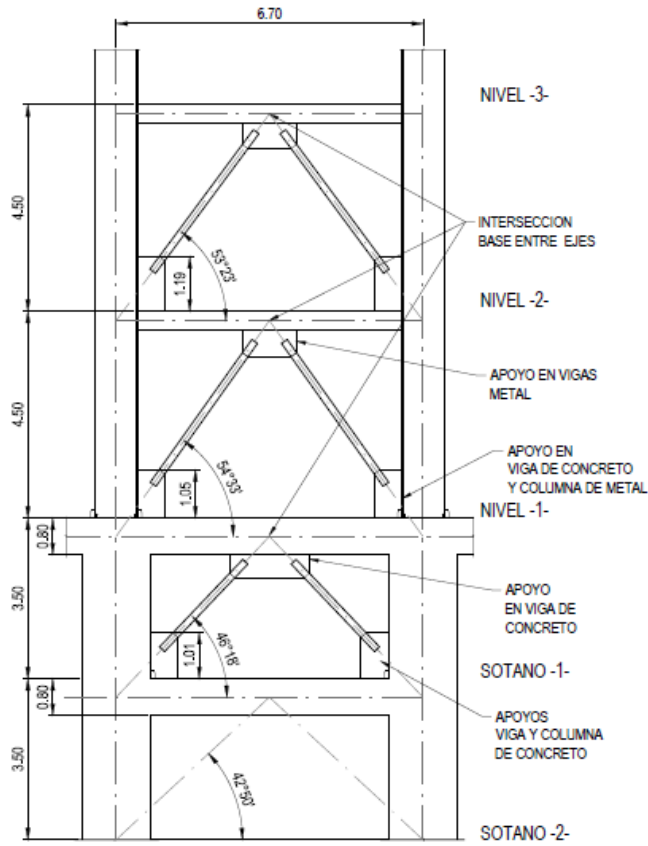 6.70
NIVEL -3-
4.50
INTERSECCION
BASE ENTRE EJES
53°23'
1.19
NIVEL -2-
4.50
APOYO EN VIGAS
METAL
APOYO EN
VIGA DE CONCRETO
Y COLUMNA DE METAL
54°33'
1.05
NIVEL -1-
0.80
3.50
APOYO
EN VIGA DE
CONCRETO
46°18'
1.01
SOTANO -1-
0.80
APOYOS
VIGA Y COLUMNA
DE CONCRETO
3.50
42°50'
SOTANO -2-